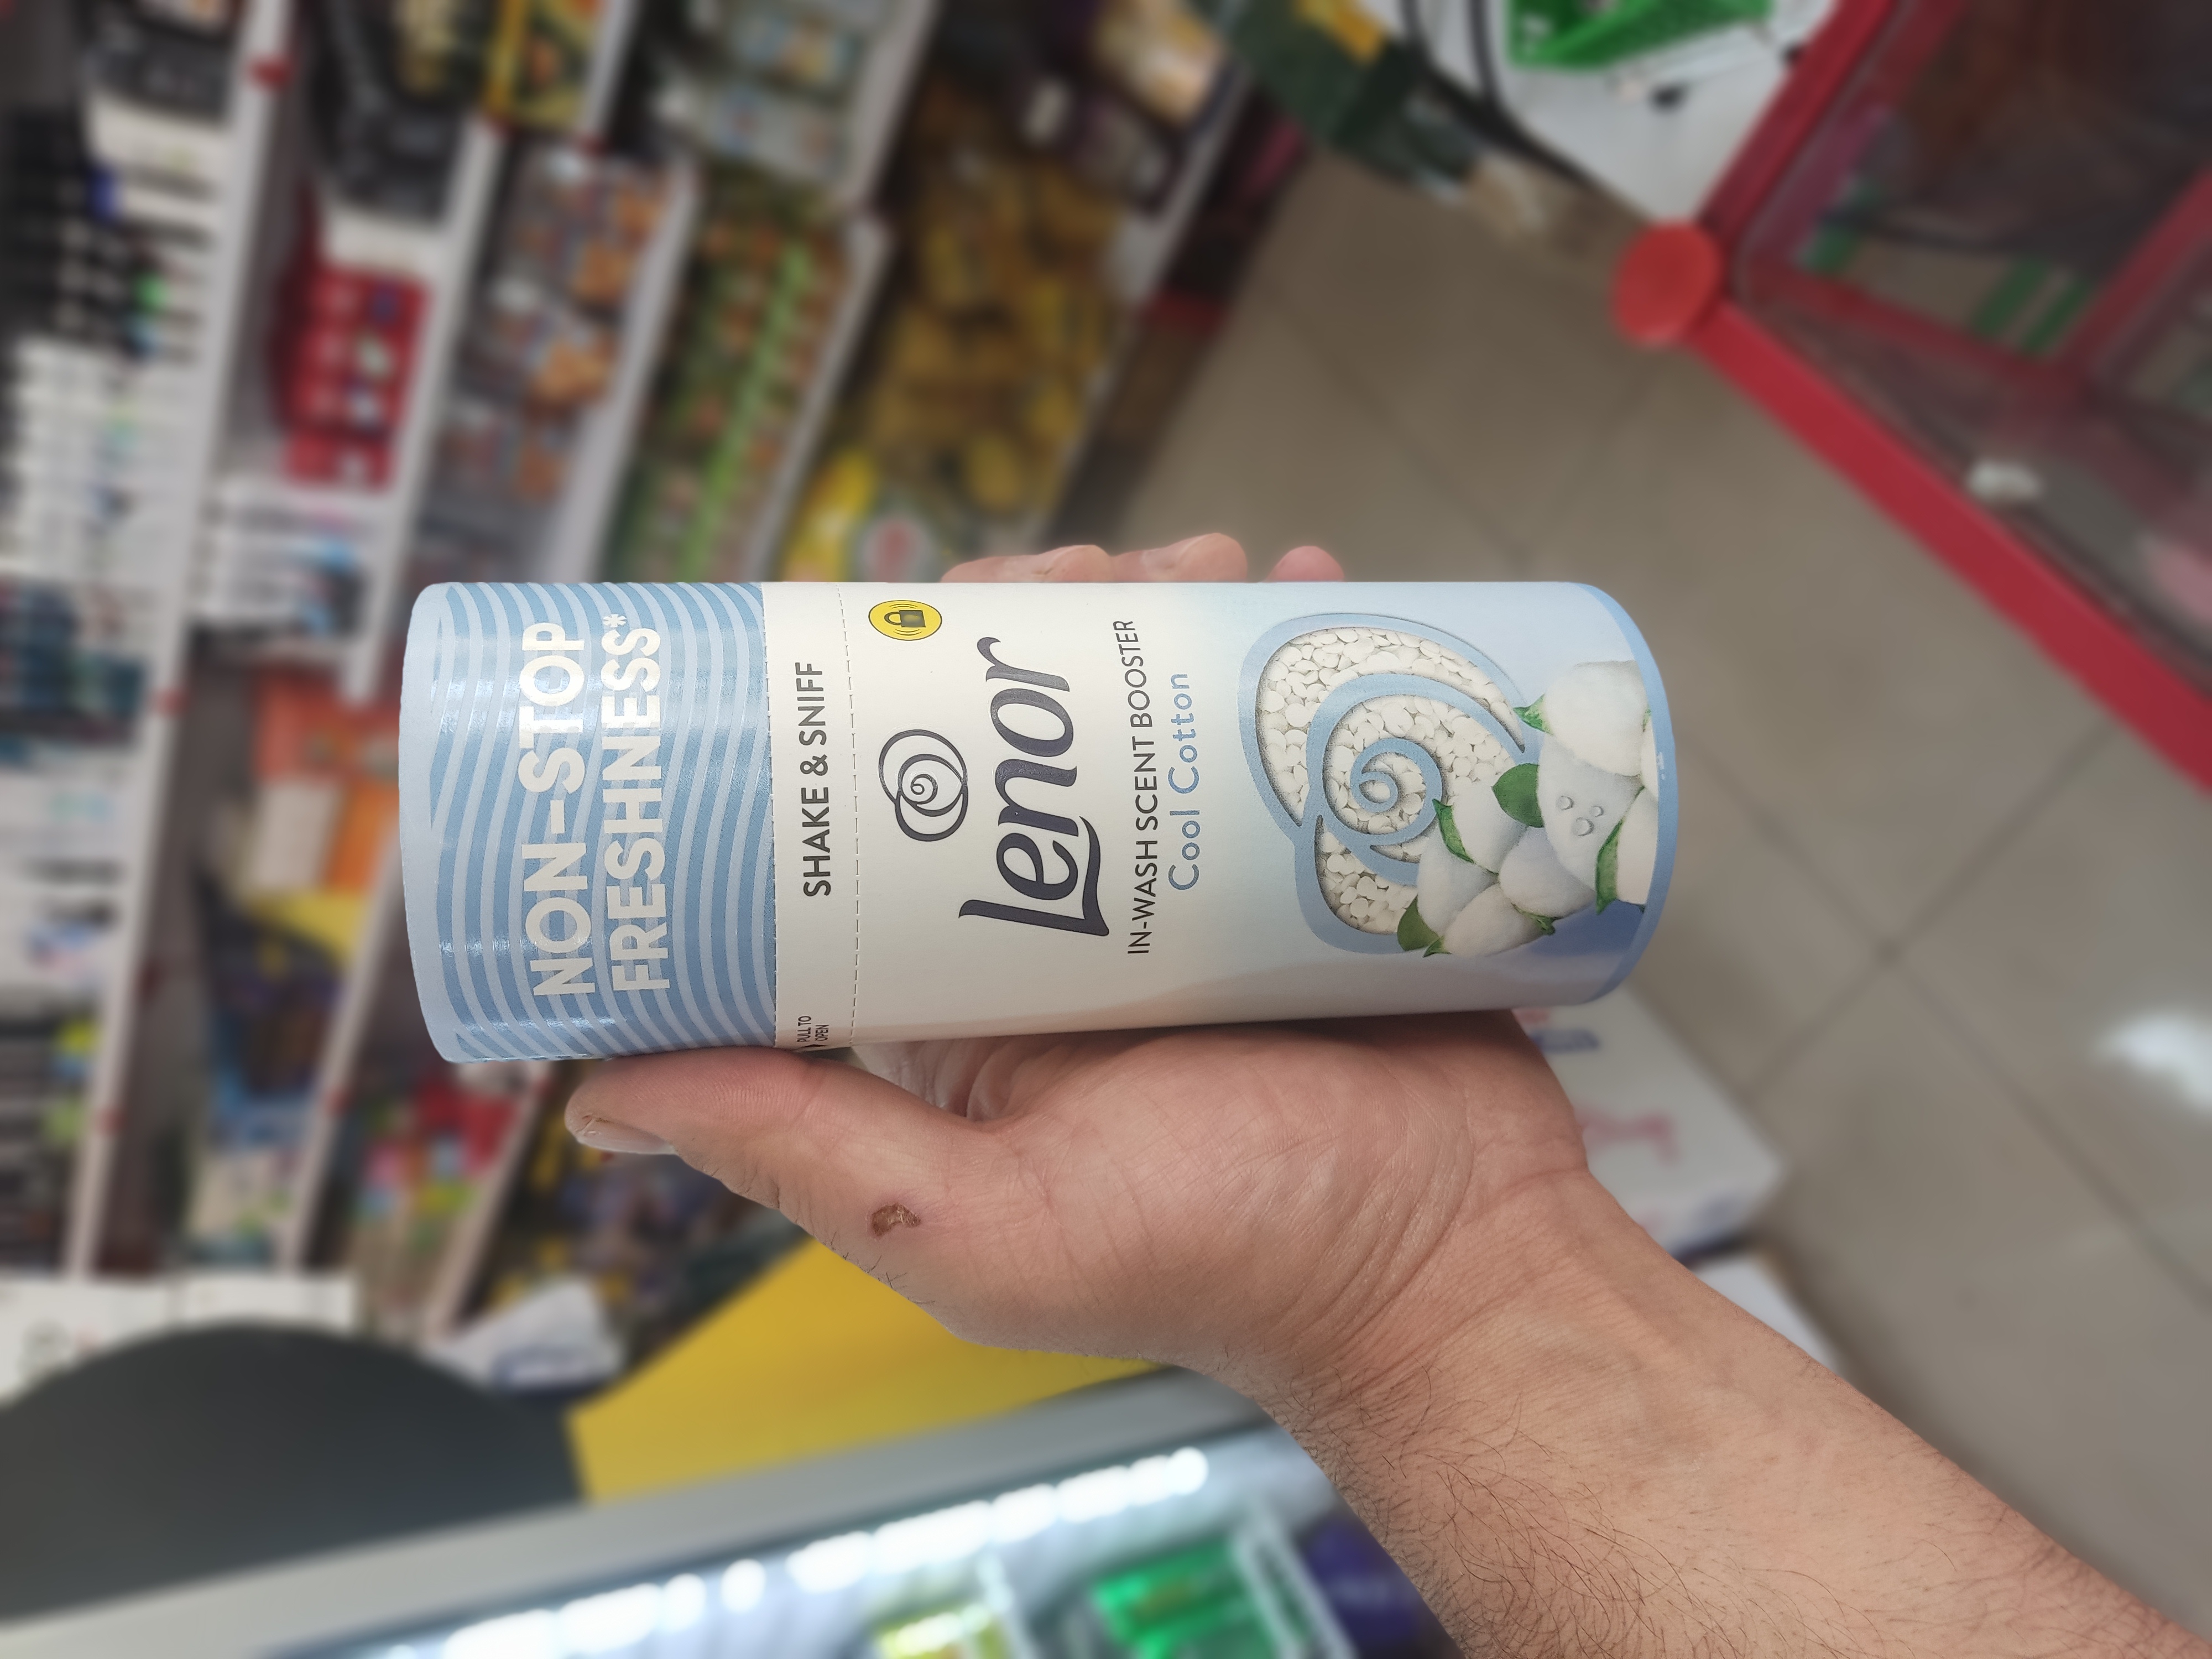 NON-STOP
FRESHNESS*
SHAKE & SNIFF
PULL TO
OPEN
Lenor
IN-WASH SCENT BOOSTER
Cool Cotton